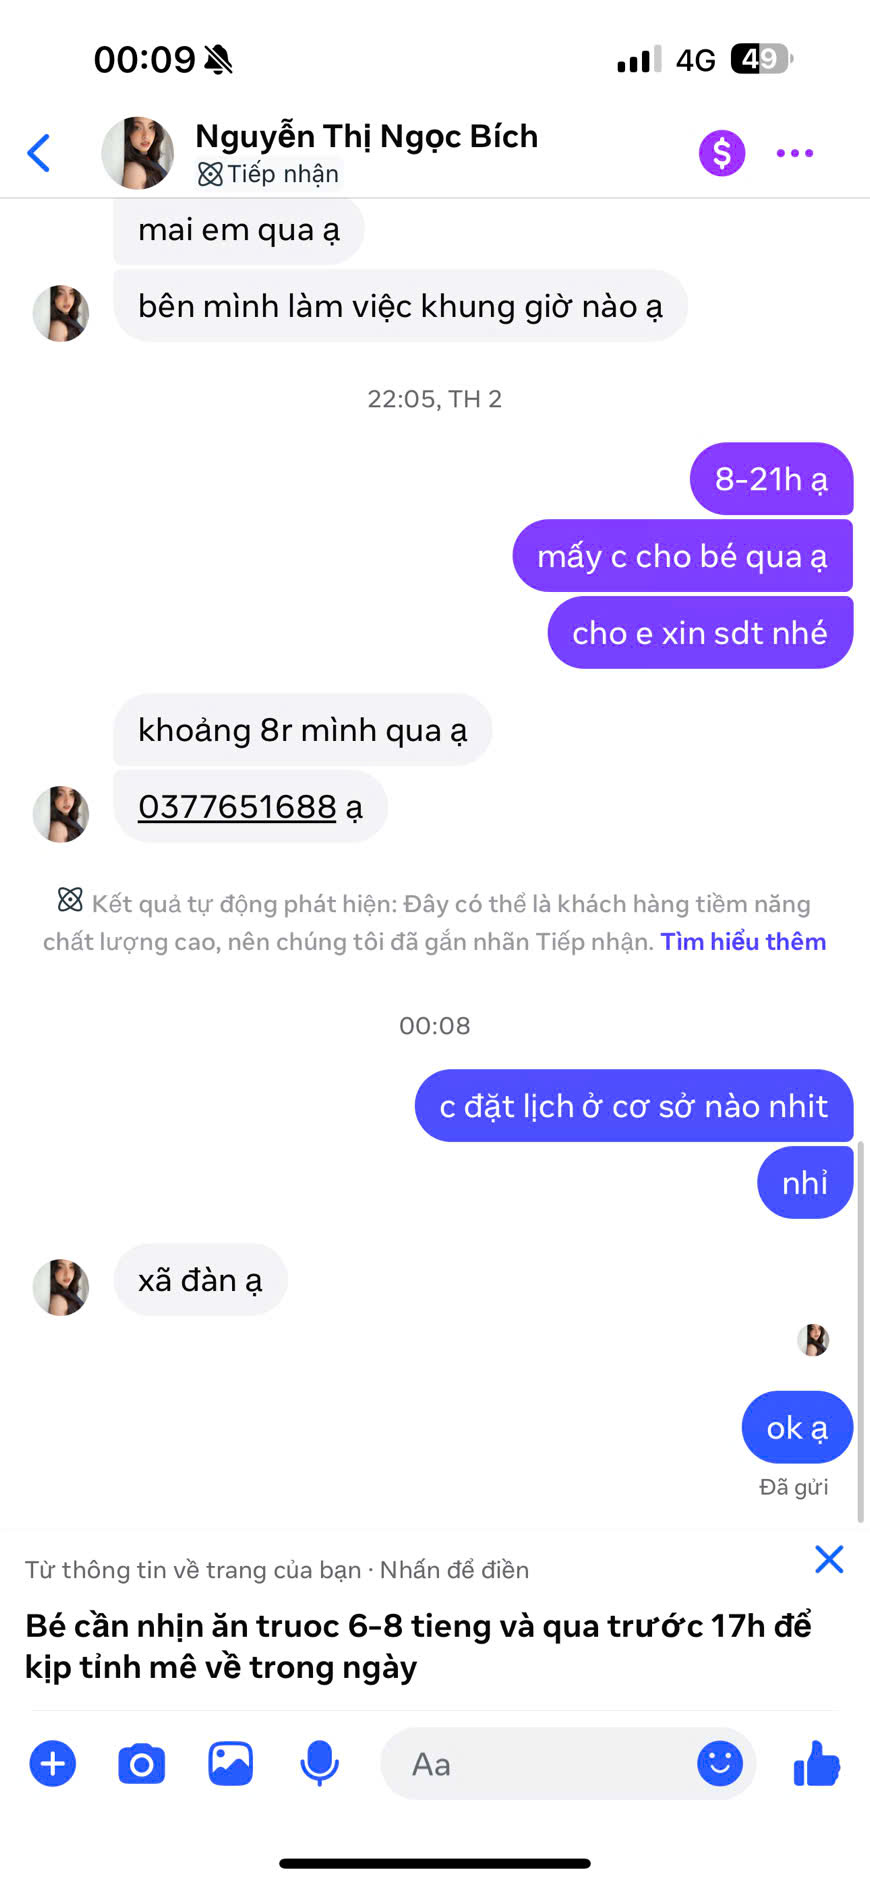 00:09
4G
49
Nguyễn Thị Ngọc Bích
Tiếp nhận
mai em qua ạ
bên mình làm việc khung giờ nào ạ
22:05, TH 2
8-21h ạ
mấy c cho bé qua ạ
cho e xin sdt nhé
khoảng 8r mình qua ạ
0377651688 ạ
Kết quả tự động phát hiện: Đây có thể là khách hàng tiềm năng
chất lượng cao, nên chúng tôi đã gắn nhãn Tiếp nhận. Tìm hiểu thêm
00:08
c đặt lịch ở cơ sở nào nhit
nhỉ
xã đàn ạ
ok ạ
Đã gửi
Từ thông tin về trang của bạn · Nhấn để điền
Bé cần nhịn ăn truoc 6-8 tieng và qua trước 17h để
kịp tỉnh mê về trong ngày
Aa